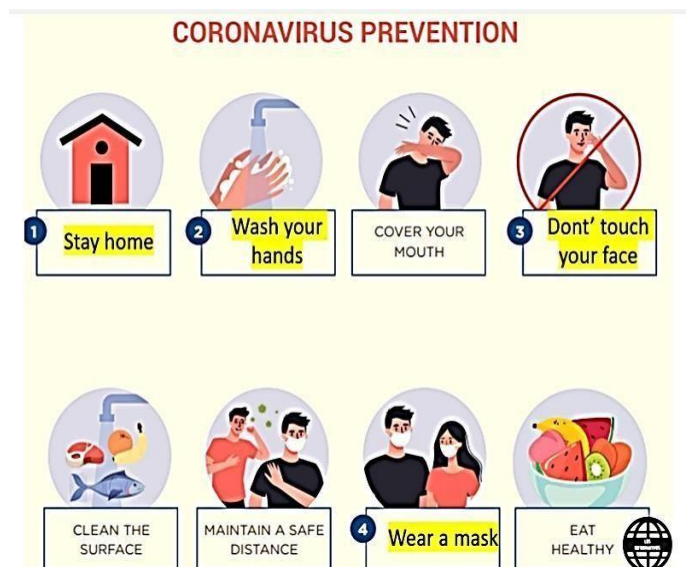 CORONAVIRUS PREVENTION
1
Stay home
2
Wash your
hands
COVER YOUR
MOUTH
3
Dont' touch
your face
CLEAN THE
SURFACE
MAINTAIN A SAFE
DISTANCE
4
Wear a mask
EAT
HEALTHY